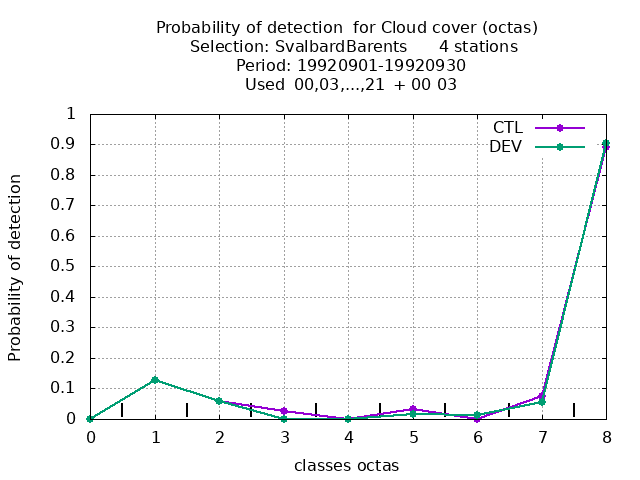 Probability of detection  for Cloud cover (octas)
Selection: SvalbardBarents      4 stations
Period: 19920901-19920930
Used  00,03,...,21  + 00 03
CTL
DEV
1
0.9
0.8
0.7
0.6
0.5
0.4
0.3
0.2
0.1
0
Probability of detection
0 1 2 3 4 5 6 7 8
classes octas